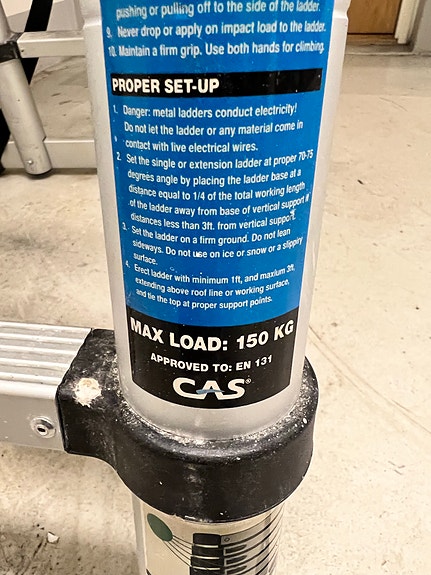 pushing or pulling off to the side of the ladder.
9. Never drop or apply on impact load to the ladder.
10. Maintain a firm grip. Use both hands for climbing.
PROPER SET-UP
1. Danger: metal ladders conduct electricity!
Do not let the ladder or any material come in
contact with live electrical wires.
2. Set the single or extension ladder at proper 70-75
degrees angle by placing the ladder base at a
distance equal to 1/4 of the total working length
of the ladder away from base of vertical support if
distances less than 3ft. from vertical support.
3. Set the ladder on a firm ground. Do not lean
sideways. Do not use on ice or snow or a slippery
surface.
4. Erect ladder with minimum 1ft, and maxium 3ft,
extending above roof line or working surface,
and tie the top at proper support points.
MAX LOAD: 150 KG
APPROVED TO: EN 131
CAS®